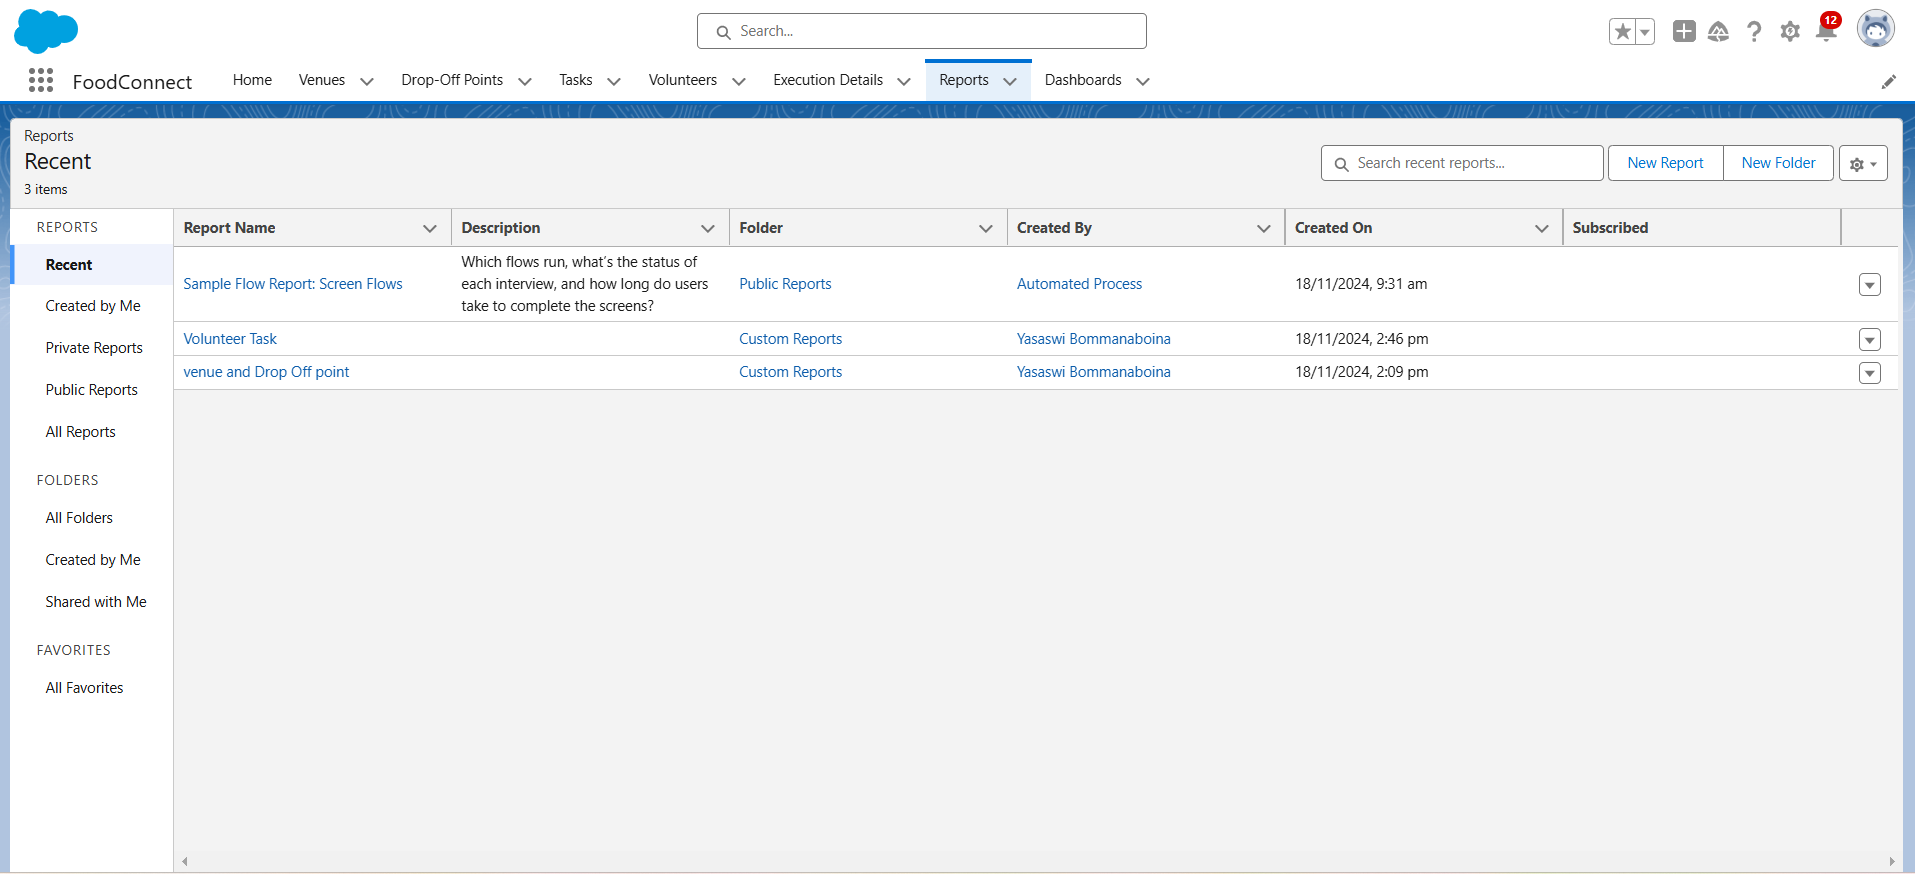 Search...
12
FoodConnect
Home
Venues
Drop-Off Points
Tasks
Volunteers
Execution Details
Reports
Dashboards
Reports
Recent
3 items
Search recent reports...
New Report
New Folder
REPORTS
Recent
Created by Me
Private Reports
Public Reports
All Reports
FOLDERS
All Folders
Created by Me
Shared with Me
FAVORITES
All Favorites
Report Name
Description
Folder
Created By
Created On
Subscribed
Sample Flow Report: Screen Flows
Which flows run, what’s the status of
each interview, and how long do users
take to complete the screens?
Public Reports
Automated Process
18/11/2024, 9:31 am
Volunteer Task
Custom Reports
Yasaswi Bommanaboina
18/11/2024, 2:46 pm
venue and Drop Off point
Custom Reports
Yasaswi Bommanaboina
18/11/2024, 2:09 pm